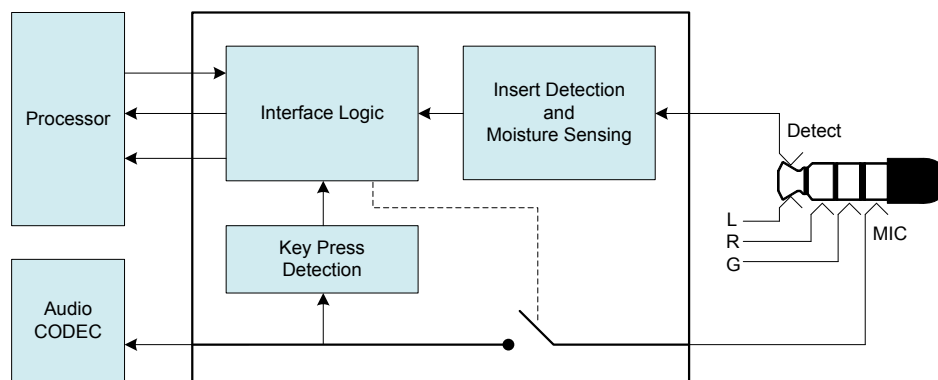 Processor
Interface Logic
Insert Detection
and
Moisture Sensing
Detect
L
R
G
MIC
Key Press
Detection
Audio
CODEC